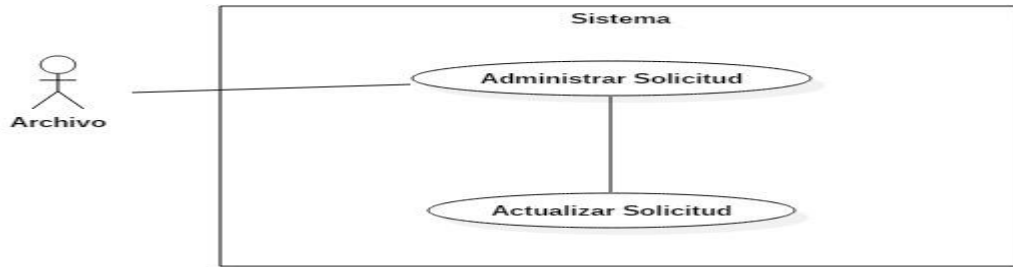 Sistema
Administrar Solicitud
Archivo
Actualizar Solicitud